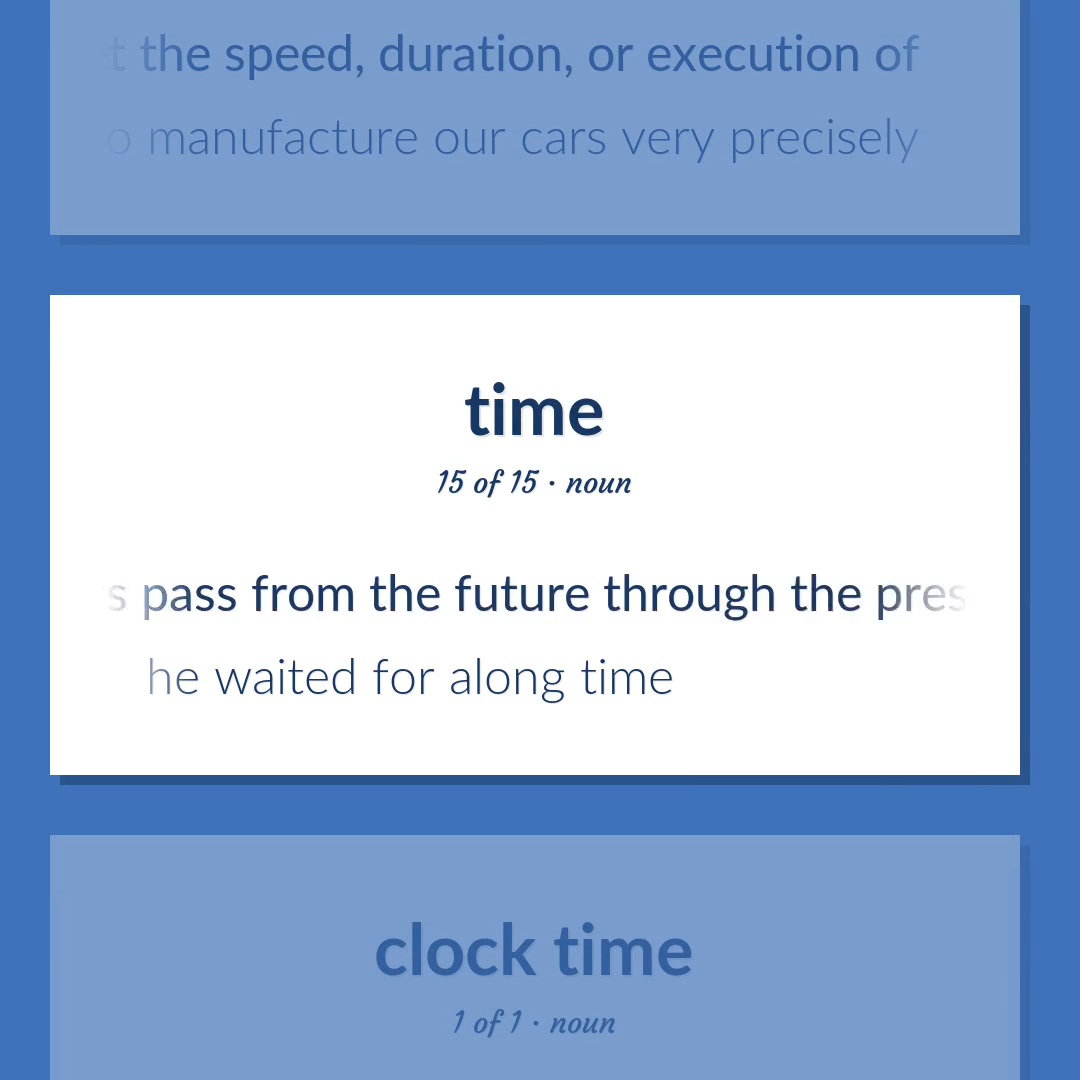 the speed, duration, or execution of
manufacture our cars very precisely
time
15 of 15 · noun
pass from the future through the
he waited for along time
clock time
1 of 1 · noun